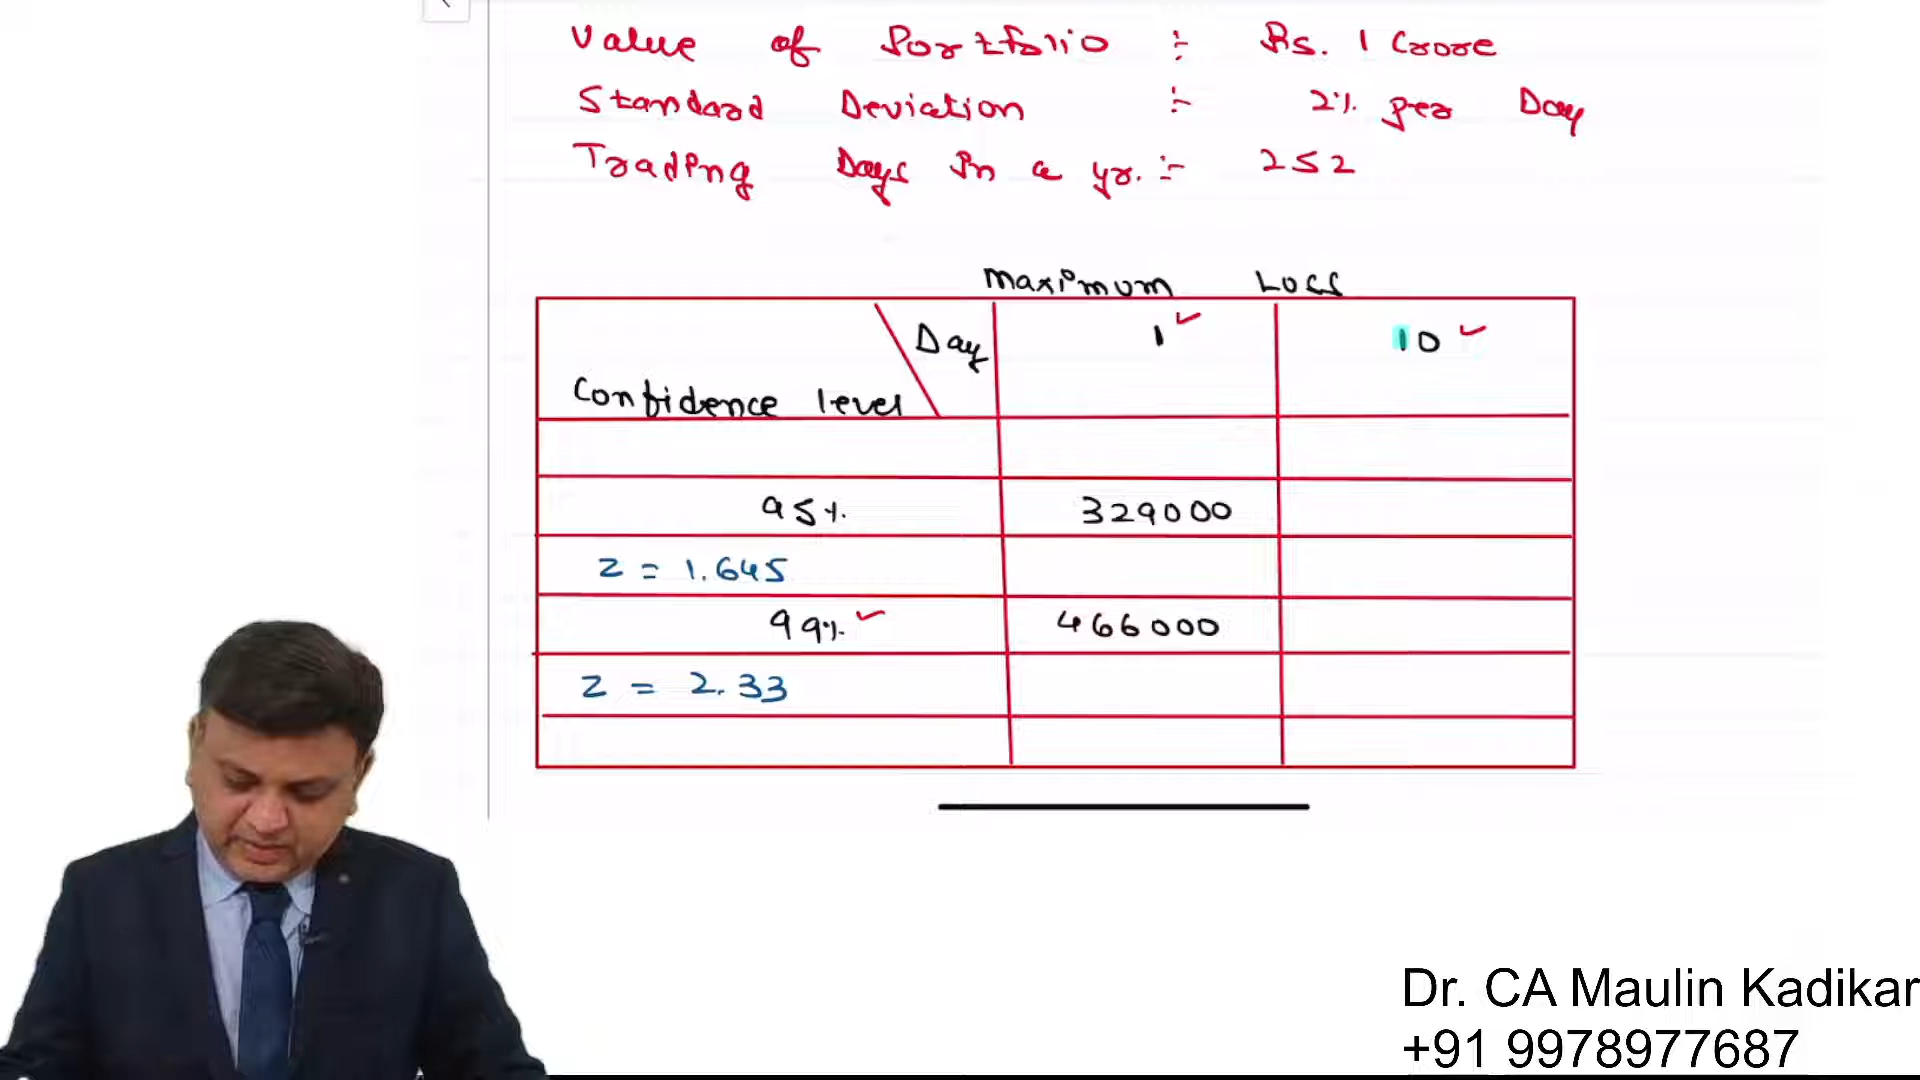 Value of Portfolio :- Rs. 1 Crore
Standard Deviation :- 2% per Day
Trading Days in a yr. :- 252
Maximum Loss
Day 1 10
Confidence level
95% 329000
Z = 1.645
99% 466000
Z = 2.33
Dr. CA Maulin Kadikar
+91 9978977687